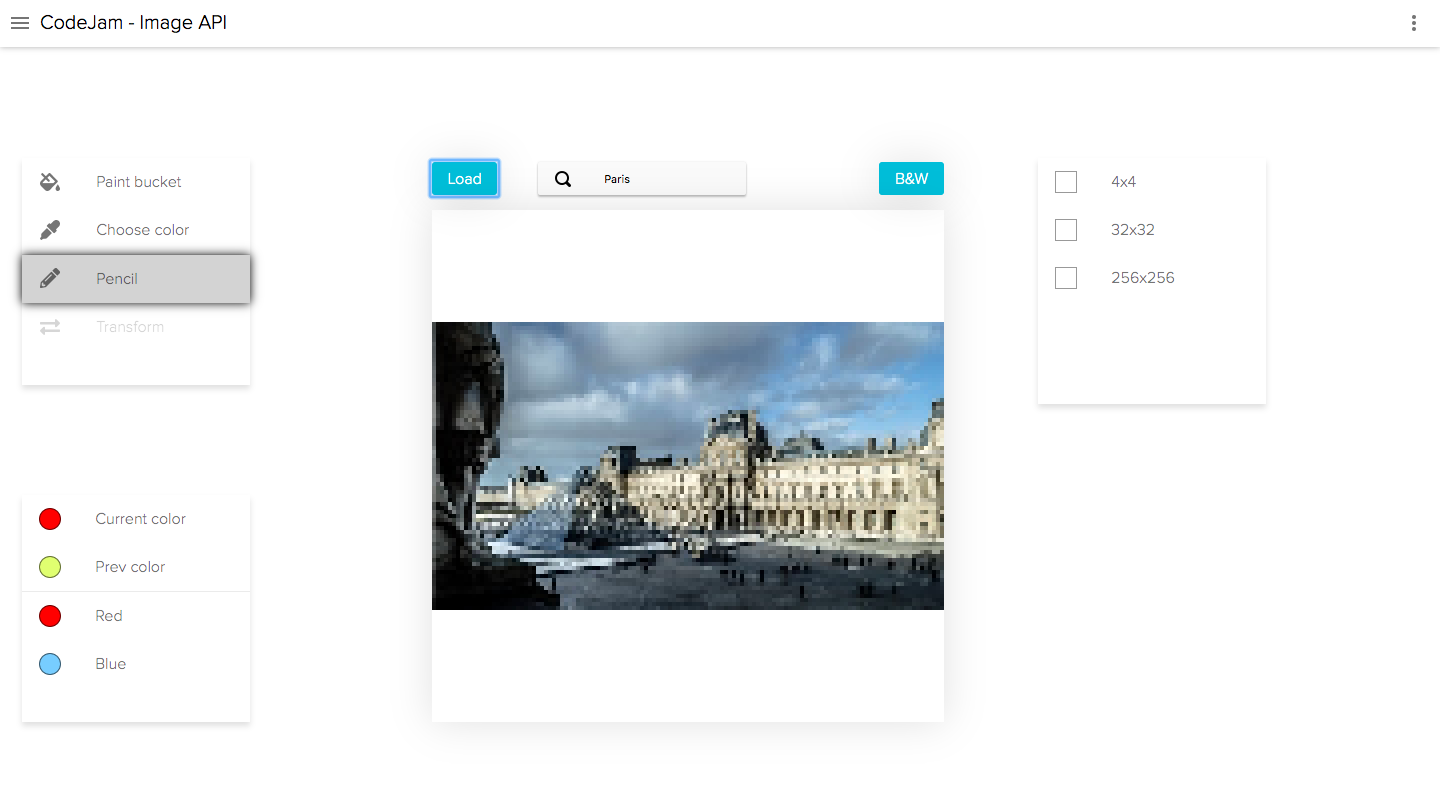 CodeJam - Image API
Paint bucket
Choose color
Pencil
Transform
Current color
Prev color
Red
Blue
Load
Paris
B&W
4x4
32x32
256x256